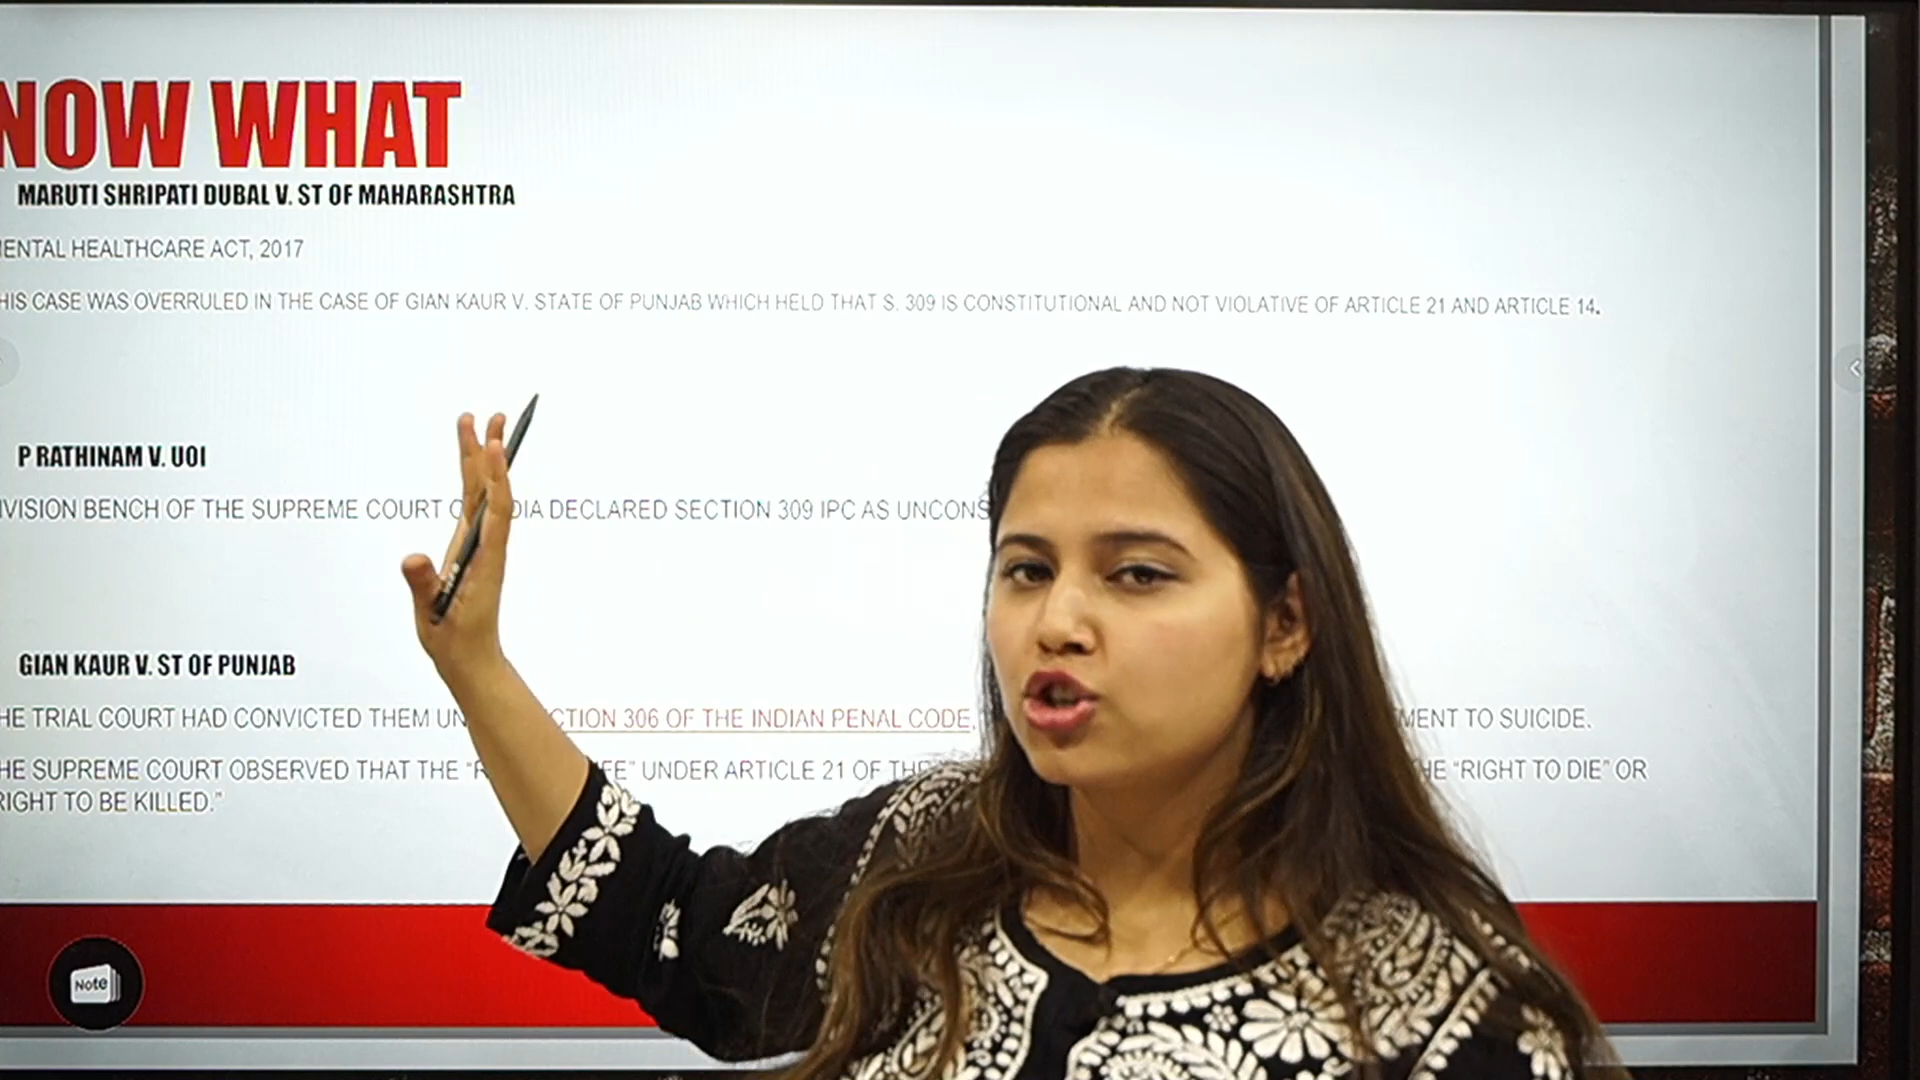 NOW WHAT
MARUTI SHRIPATI DUBAL V. ST OF MAHARASHTRA
ENTAL HEALTHCARE ACT, 2017
HIS CASE WAS OVERRULED IN THE CASE OF GIAN KAUR V. STATE OF PUNJAB WHICH HELD THAT S. 309 IS CONSTITUTIONAL AND NOT VIOLATIVE OF ARTICLE 21 AND ARTICLE 14.
P RATHINAM V. UOI
IVISION BENCH OF THE SUPREME COURT O DIA DECLARED SECTION 309 IPC AS UNCONS
GIAN KAUR V. ST OF PUNJAB
HE TRIAL COURT HAD CONVICTED THEM UN CTION 306 OF THE INDIAN PENAL CODE, MENT TO SUICIDE.
HE SUPREME COURT OBSERVED THAT THE “R FE” UNDER ARTICLE 21 OF THE HE “RIGHT TO DIE” OR
RIGHT TO BE KILLED.”
Note